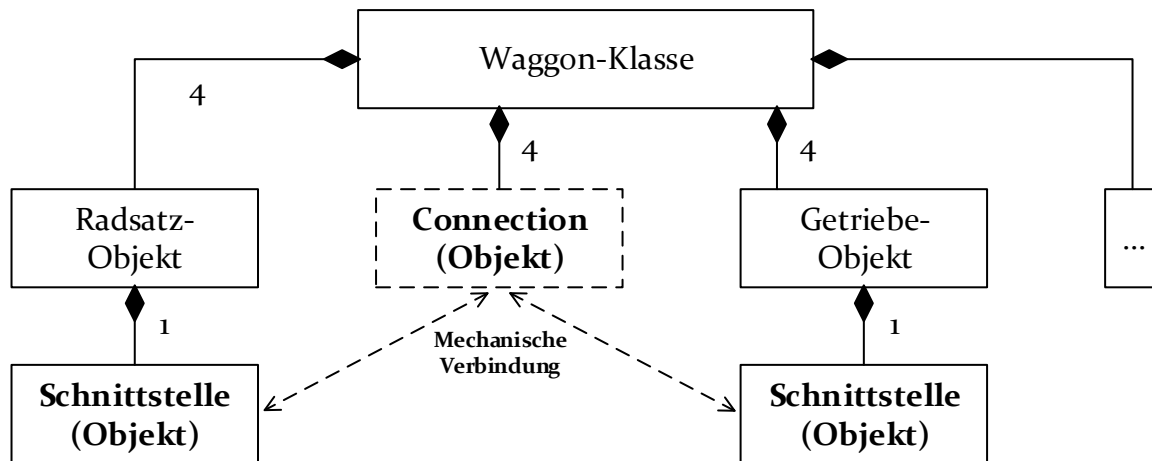 Waggon-Klasse
4
4
4
Radsatz-
Objekt
Connection
(Objekt)
Getriebe-
Objekt
...
1
Mechanische
Verbindung
1
Schnittstelle
(Objekt)
Schnittstelle
(Objekt)